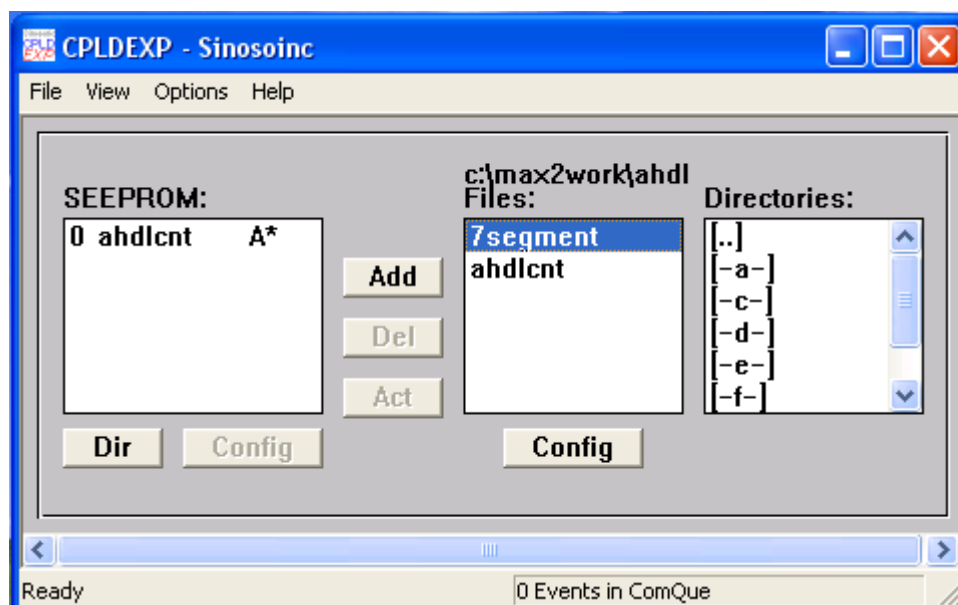 CPLDEXP - Sinosoinc
File View Options Help
c:\max2work\ahdl
SEEPROM:
Files:
Directories:
0 ahdlcnt A*
7segment
ahdlcnt
[..]
[-a-]
[-c-]
[-d-]
[-e-]
[-f-]
Add
Del
Act
Dir
Config
Config
Ready
0 Events in ComQue